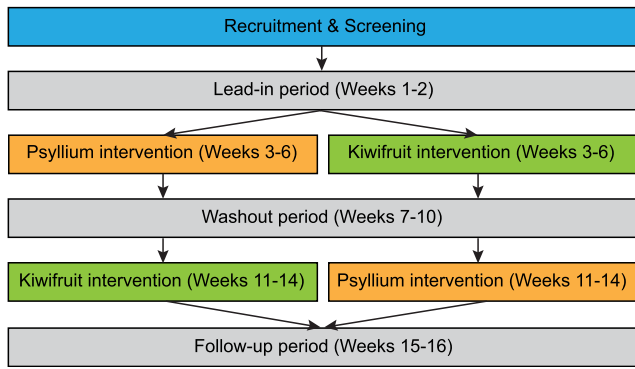 Recruitment & Screening
Lead-in period (Weeks 1-2)
Psyllium intervention (Weeks 3-6)
Kiwifruit intervention (Weeks 3-6)
Washout period (Weeks 7-10)
Kiwifruit intervention (Weeks 11-14)
Psyllium intervention (Weeks 11-14)
Follow-up period (Weeks 15-16)